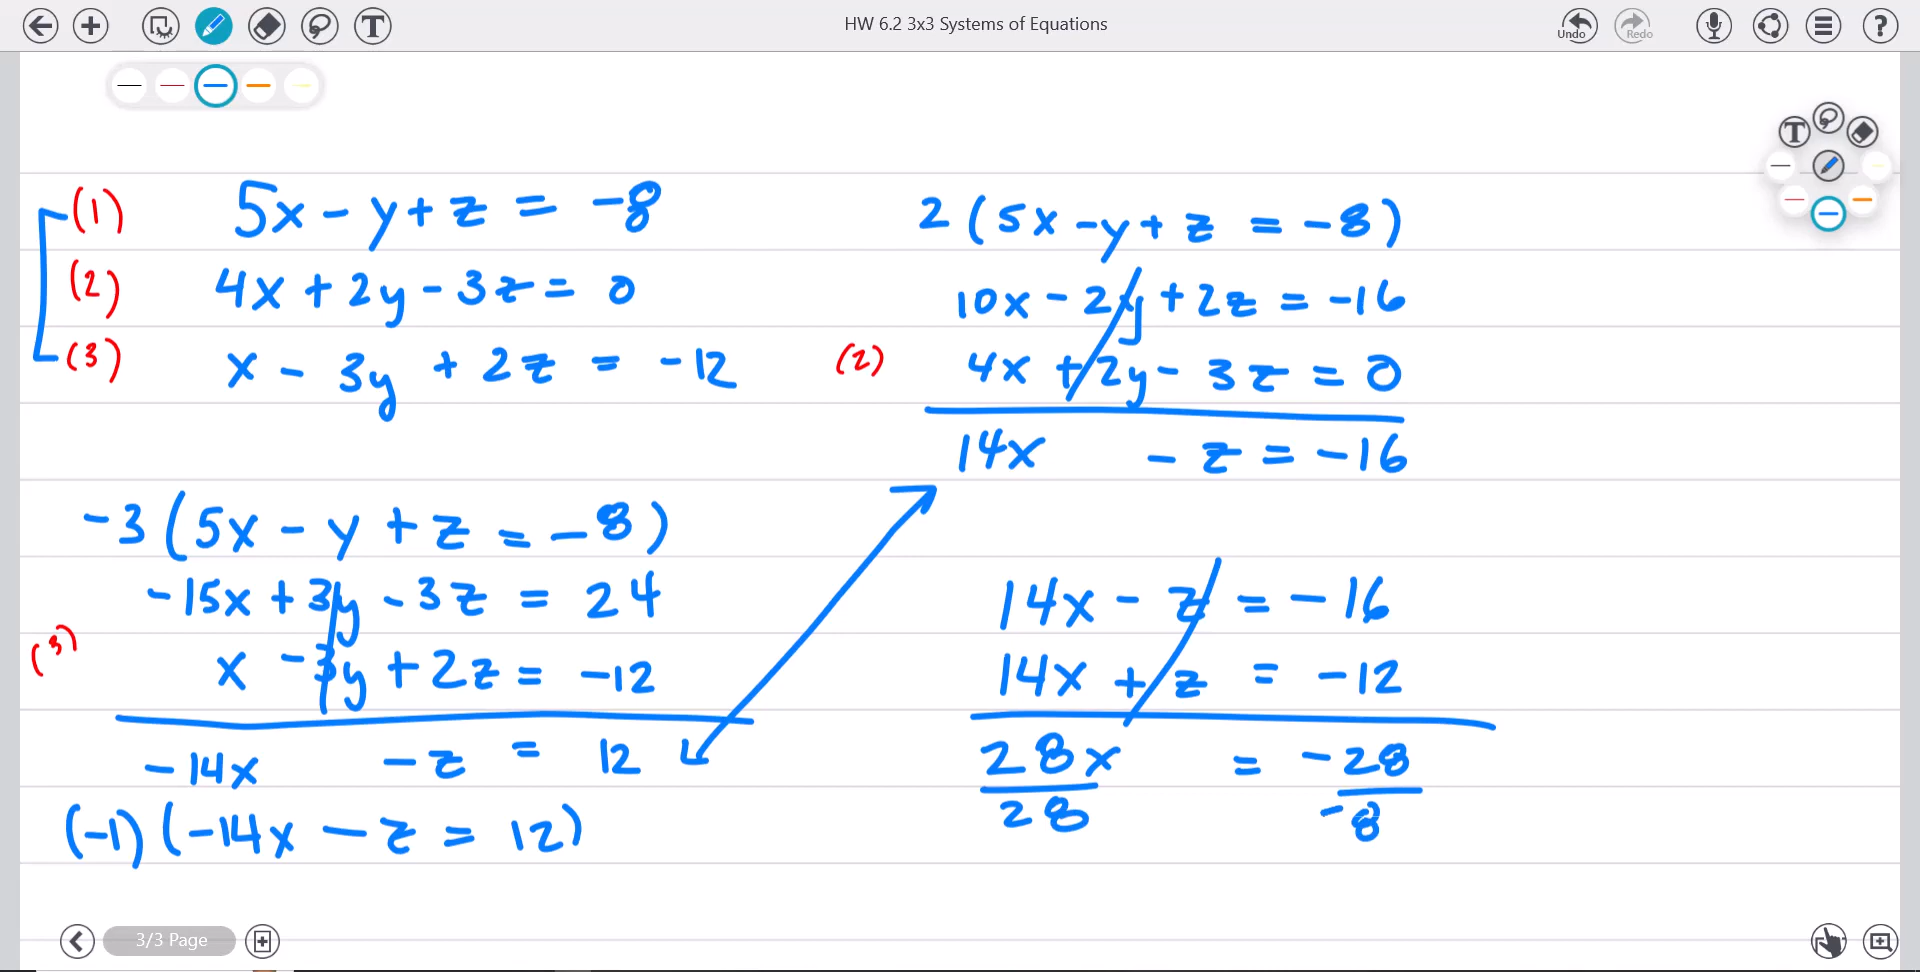 HW 6.2 3x3 Systems of Equations
Undo
Redo
T
T
(1) 5x - y + z = -8
(2) 4x + 2y - 3z = 0
(3) x - 3y + 2z = -12
-3 (5x - y + z = -8)
-15x + 3y - 3z = 24
(3) x - 3y + 2z = -12
-14x - z = 12
(-1) (-14x - z = 12)
2 (5x - y + z = -8)
10x - 2y + 2z = -16
(2) 4x + 2y - 3z = 0
14x - z = -16
14x - z = -16
14x + z = -12
28x = -28
28 -8
3/3 Page